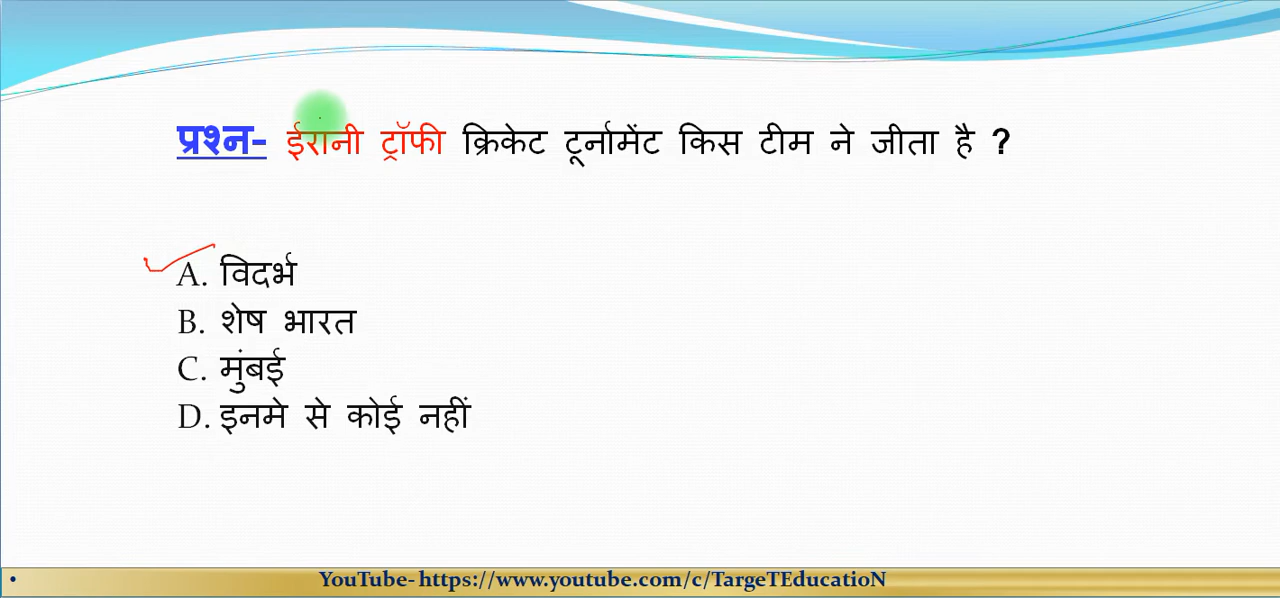 प्रश्न- ईरानी ट्रॉफी क्रिकेट टूर्नामेंट किस टीम ने जीता है ?
A. विदर्भ
B. शेष भारत
C. मुंबई
D. इनमे से कोई नहीं
• YouTube- https://www.youtube.com/c/TargeTEducatioN